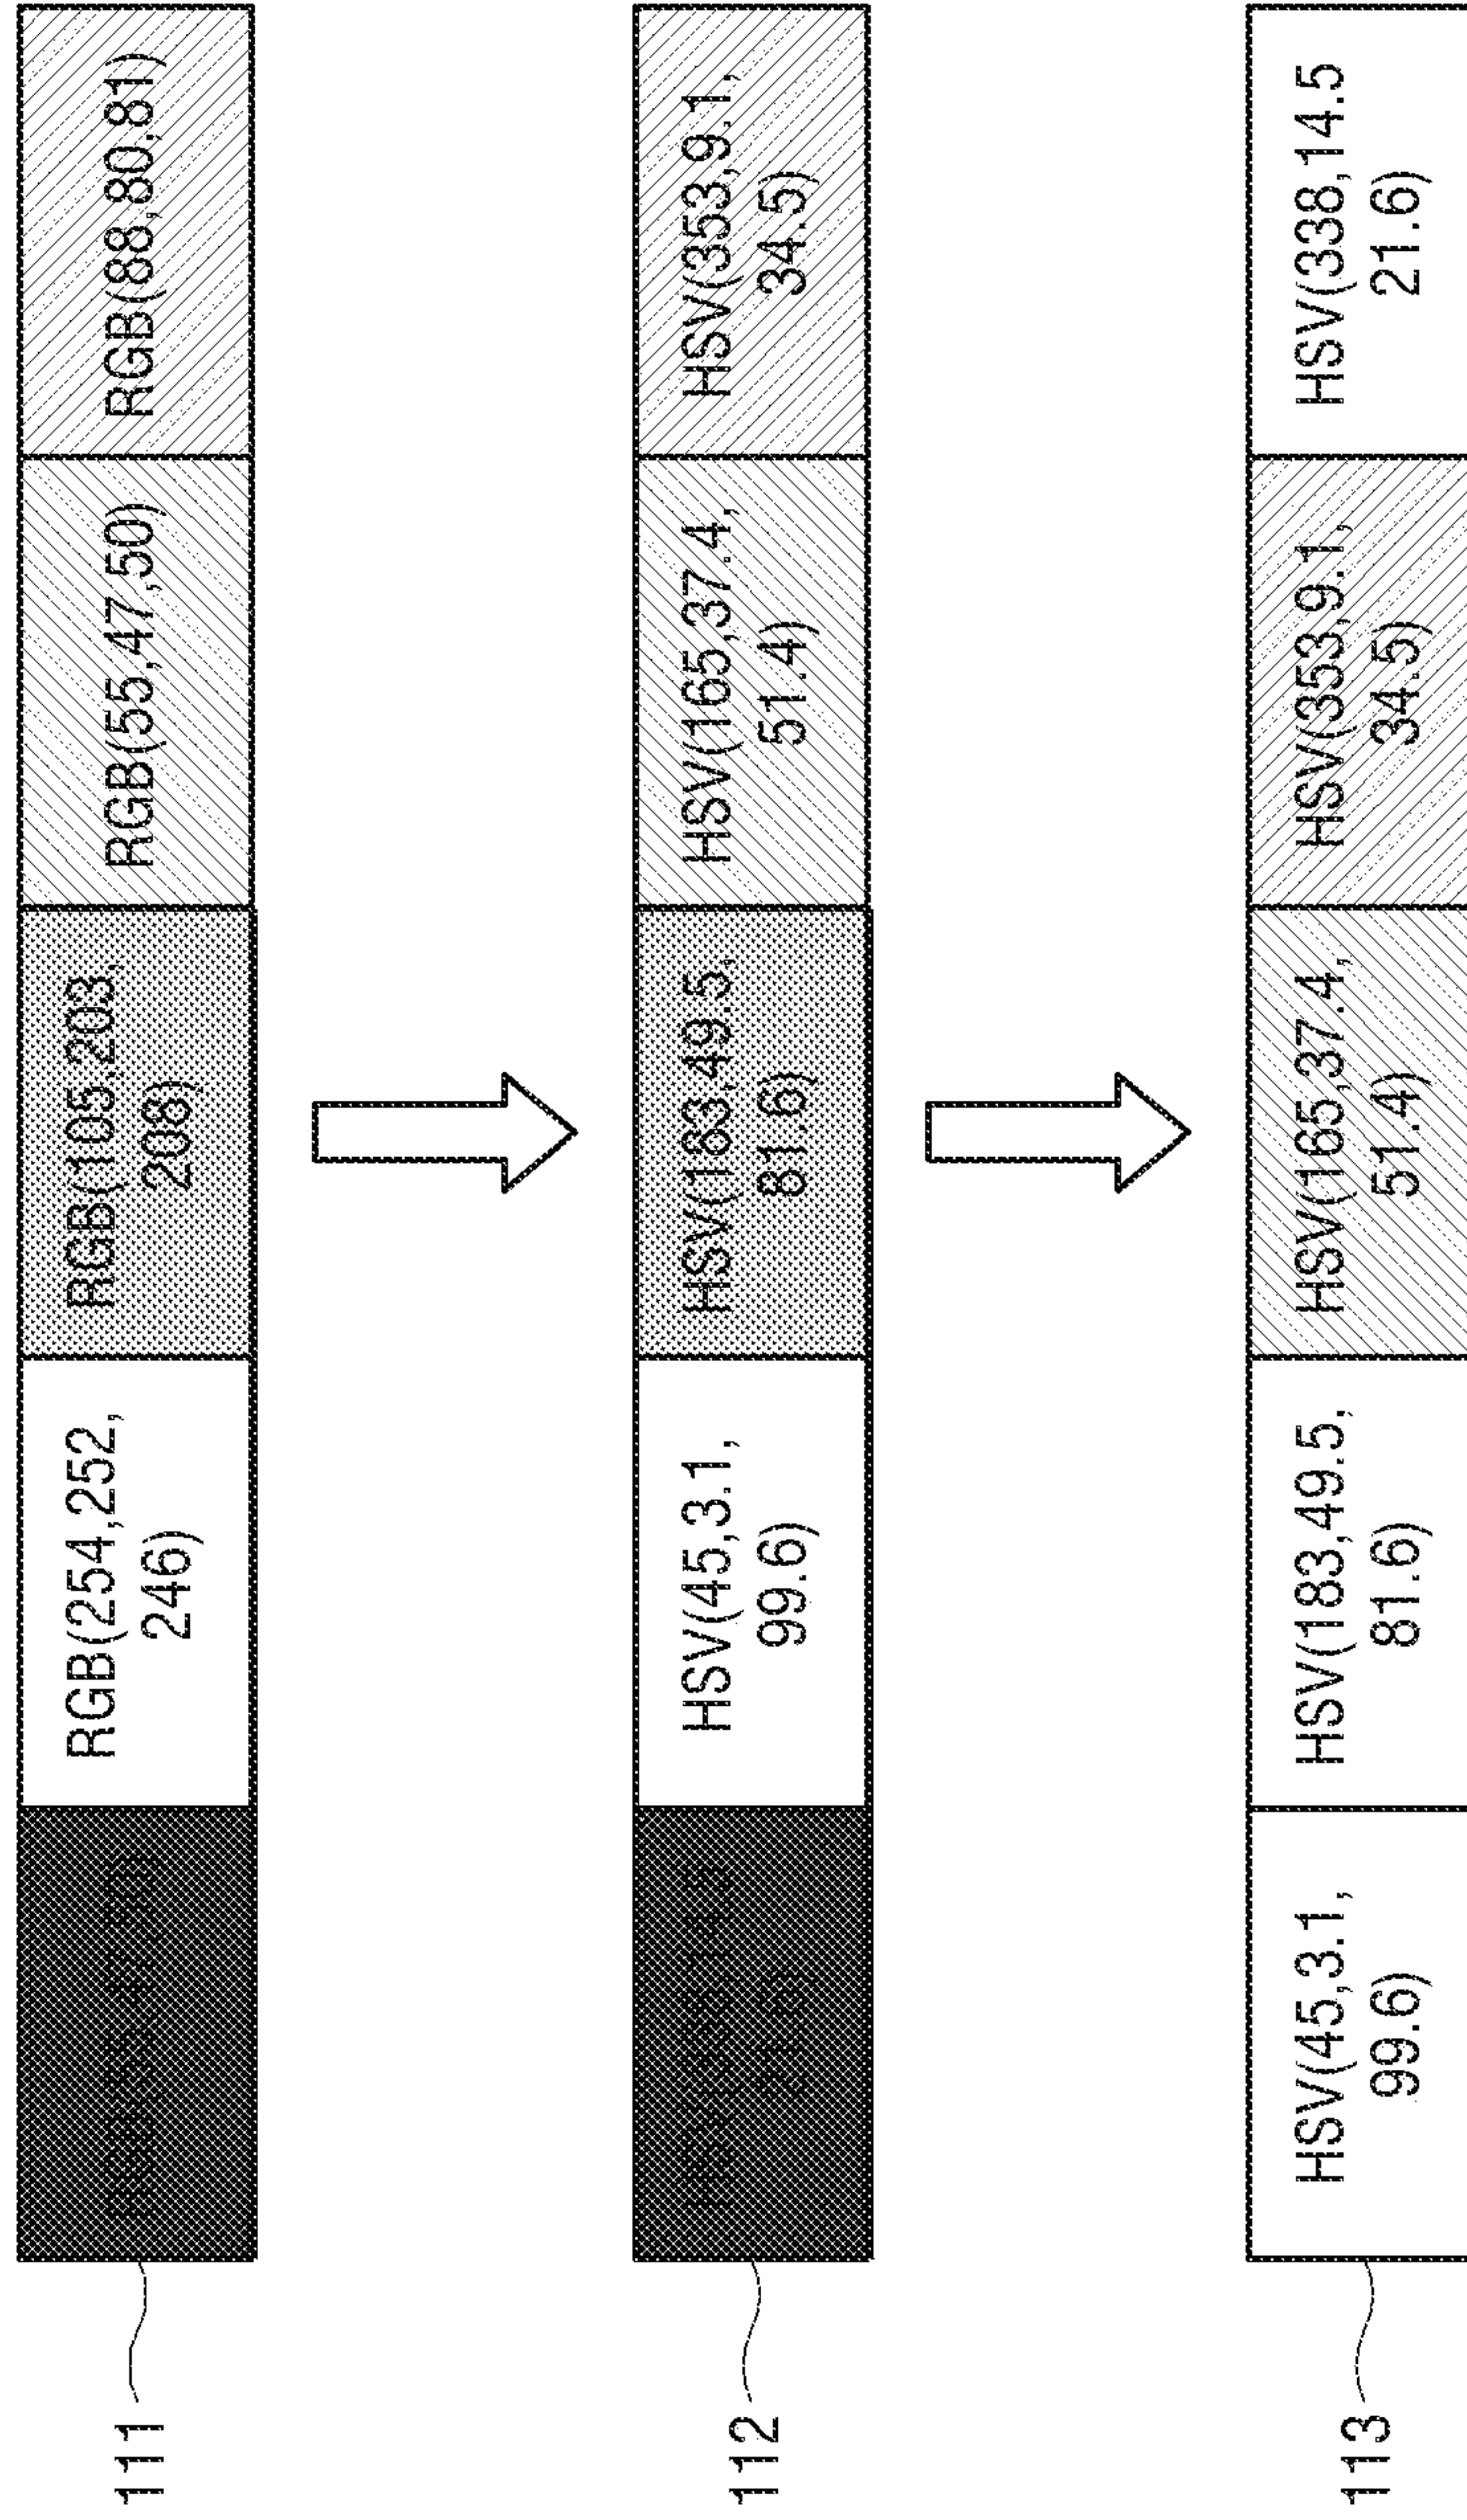 111
RGB(254,252,
246)
RGB(105,203,
208)
RGB(55,47,50)
RGB(88,80,81)
112
HSV(45,3.1,
99.6)
HSV(183,49.5,
81.6)
HSV(165,37.4,
51.4)
HSV(353,9.1,
34.5)
113
HSV(45,3.1,
99.6)
HSV(183,49.5,
81.6)
HSV(165,37.4,
51.4)
HSV(353,9.1,
34.5)
HSV(338,14.5
21.6)